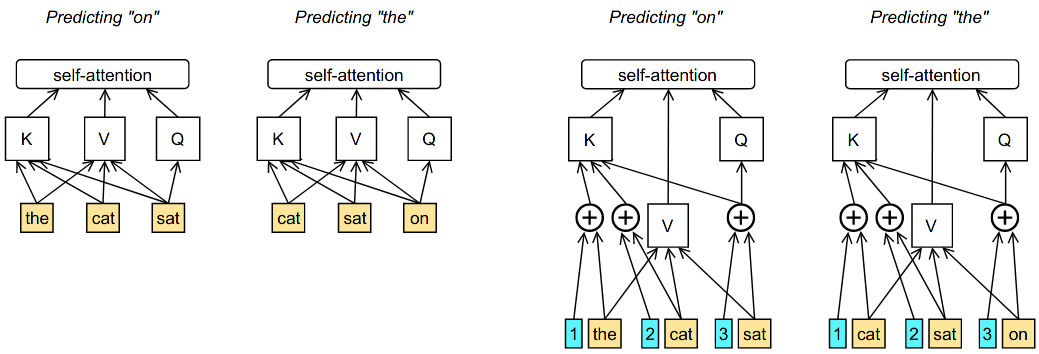 Predicting "on"
Predicting "the"
Predicting "on"
Predicting "the"
self-attention
self-attention
self-attention
self-attention
K V Q
K V Q
K Q
K Q
the cat sat
cat sat on
+ + V +
+ + V +
1 the 2 cat 3 sat
1 cat 2 sat 3 on